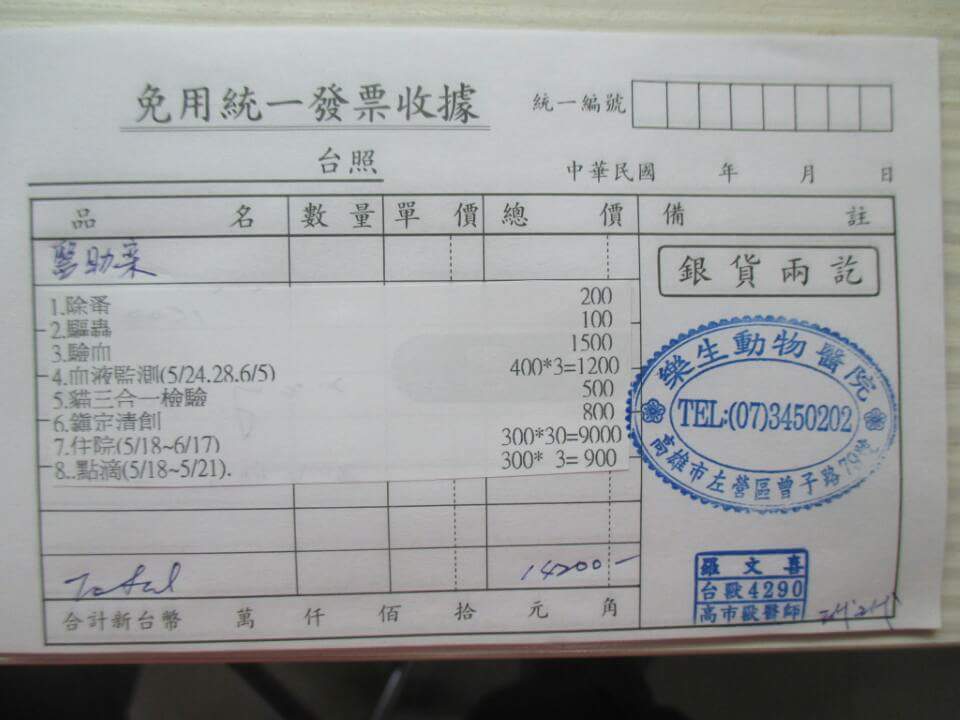 免用統一發票收據
統一編號
台照
中華民國 年 月 日
品名 數量 單價 總價 備註
醫助
1.除蚤 200
2.驅蟲 100
3.驗血 1500
4.血液監測(5/24.28.6/5) 400*3=1200
5.貓三合一檢驗 500
6.鎮定清創 800
7.住院(5/18~6/17) 300*30=9000
8..點滴(5/18~5/21). 300* 3= 900
銀貨兩訖
樂生動物醫院
TEL:(07)3450202
高雄市左營區曾子路79號
Total 14200-
合計新台幣 萬 仟 佰 拾 元 角
羅文喜
台獸4290
高市獸醫師